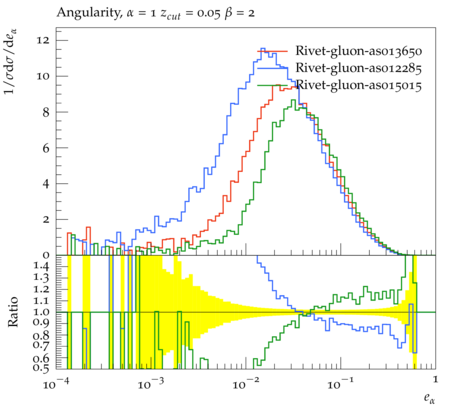 Angularity, α = 1 z_cut = 0.05 β = 2
1/σdσ/de_α
12
10
8
6
4
2
0
Rivet-gluon-aso13650
Rivet-gluon-aso12285
Rivet-gluon-aso15015
Ratio
1.4
1.3
1.2
1.1
1.0
0.9
0.8
0.7
0.6
0.5
10^−4 10^−3 10^−2 10^−1 1
e_α